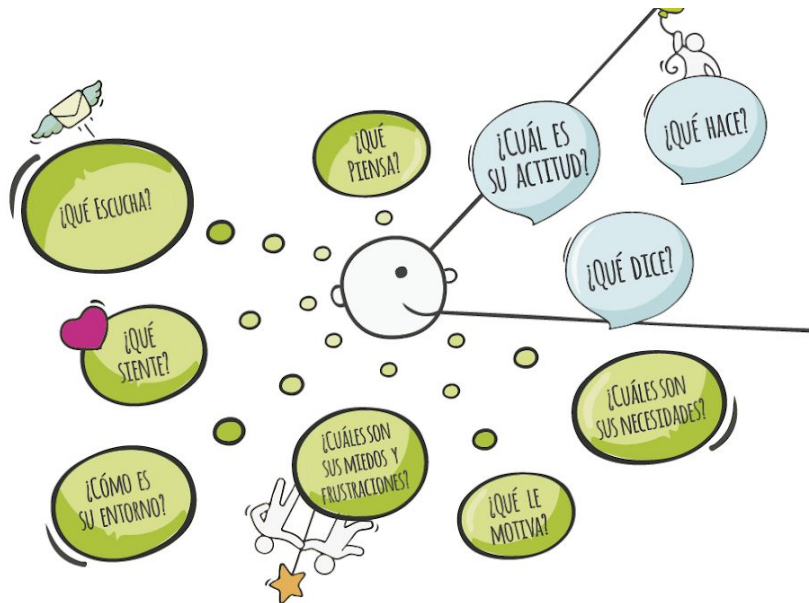 ¿QUÉ ESCUCHA?
¿QUÉ
PIENSA?
¿CUÁL ES
SU ACTITUD?
¿QUÉ HACE?
¿QUÉ DICE?
¿QUÉ
SIENTE?
¿CUÁLES SON
SUS NECESIDADES?
¿CÓMO ES
SU ENTORNO?
¿CUÁLES SON
SUS MIEDOS Y
FRUSTRACIONES?
¿QUÉ LE
MOTIVA?